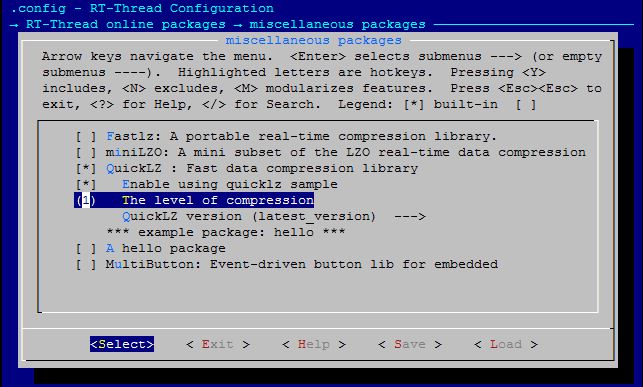 .config - RT-Thread Configuration
→ RT-Thread online packages → miscellaneous packages
miscellaneous packages
Arrow keys navigate the menu.  <Enter> selects submenus ---> (or empty
submenus ----).  Highlighted letters are hotkeys.  Pressing <Y>
includes, <N> excludes, <M> modularizes features.  Press <Esc><Esc> to
exit, <?> for Help, </> for Search.  Legend: [*] built-in  [ ]
[ ] Fastlz: A portable real-time compression library.
[ ] miniLZO: A mini subset of the LZO real-time data compression
[*] QuickLZ : Fast data compression library
[*]   Enable using quicklz sample
(1)   The level of compression
QuickLZ version (latest_version)  --->
*** example package: hello ***
[ ] A hello package
[ ] MultiButton: Event-driven button lib for embedded
<Select>    < Exit >    < Help >    < Save >    < Load >